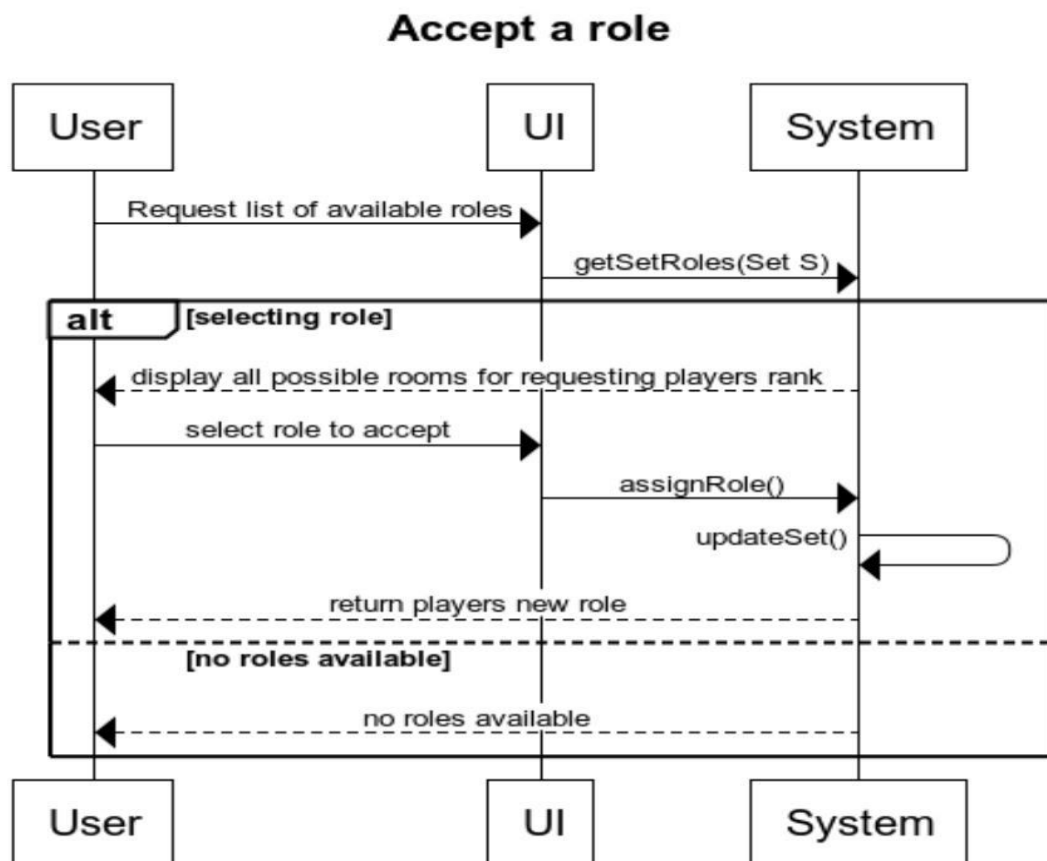 Accept a role
User
UI
System
Request list of available roles
getSetRoles(Set S)
alt
[selecting role]
display all possible rooms for requesting players rank
select role to accept
assignRole()
updateSet()
return players new role
[no roles available]
no roles available
User
UI
System